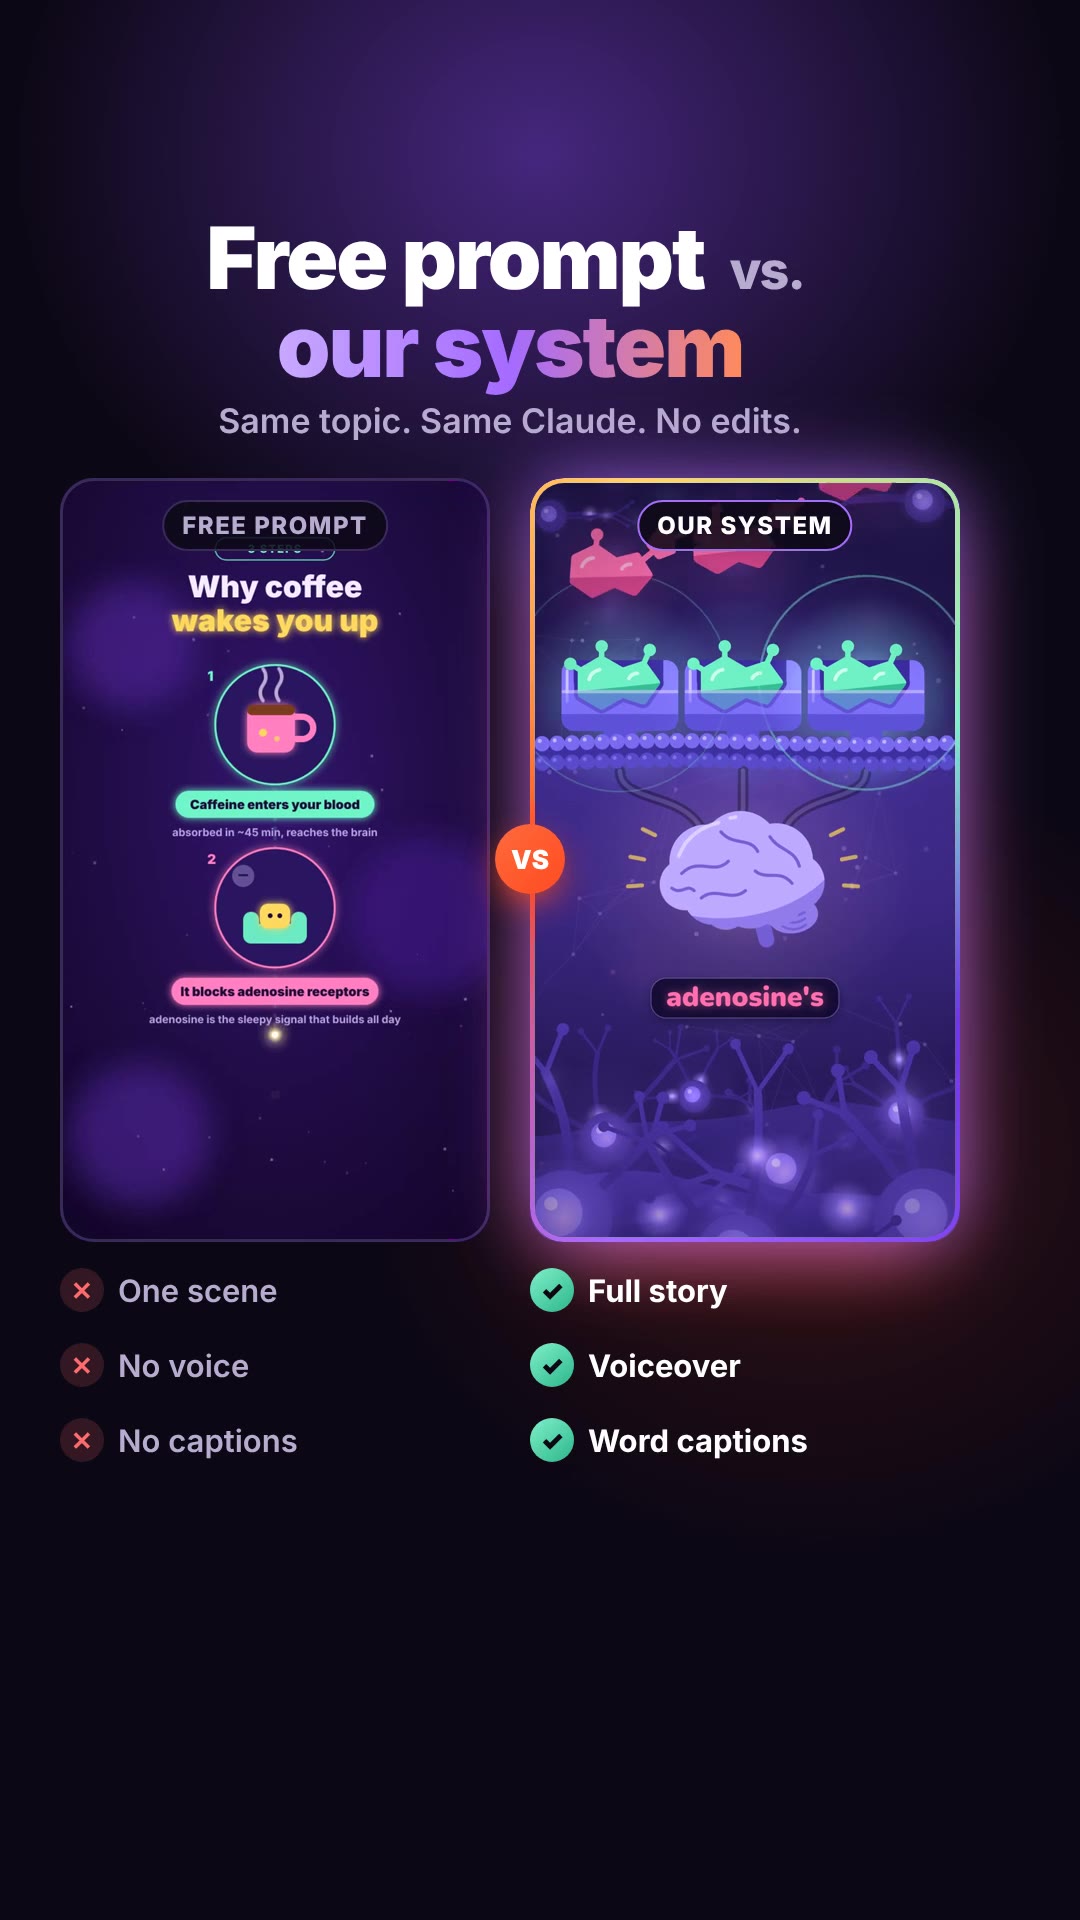 Free prompt vs.
our system
Same topic. Same Claude. No edits.
FREE PROMPT
Why coffee
wakes you up
1
Caffeine enters your blood
absorbed in ~45 min, reaches the brain
2
It blocks adenosine receptors
adenosine is the sleepy signal that builds all day
VS
OUR SYSTEM
adenosine's
One scene
No voice
No captions
Full story
Voiceover
Word captions